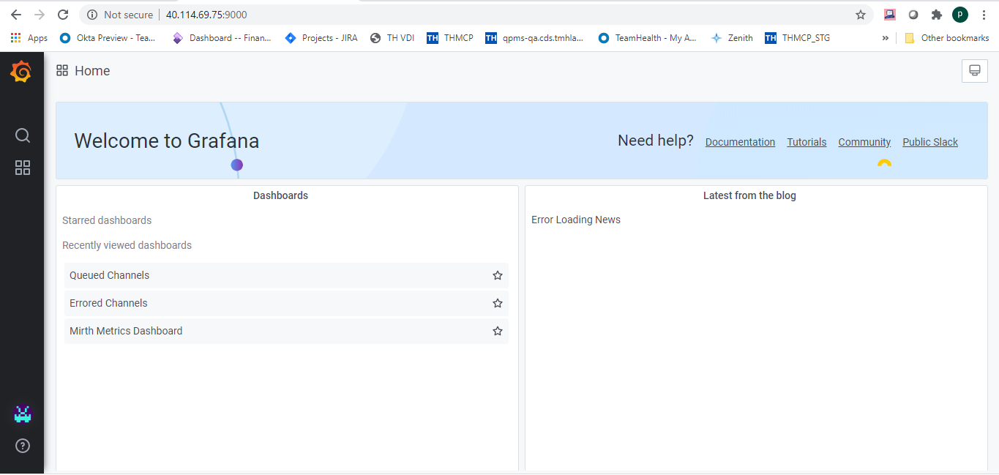 Not secure | 40.114.69.75:9000
p
Apps Okta Preview - Tea... Dashboard -- Finan... Projects - JIRA TH VDI TH THMCP TH qpms-qa.cds.tmhla... TeamHealth - My A... Zenith TH THMCP_STG » Other bookmarks
Home
Welcome to Grafana
Need help? Documentation Tutorials Community Public Slack
Dashboards
Starred dashboards
Recently viewed dashboards
Queued Channels
Errored Channels
Mirth Metrics Dashboard
Latest from the blog
Error Loading News
?